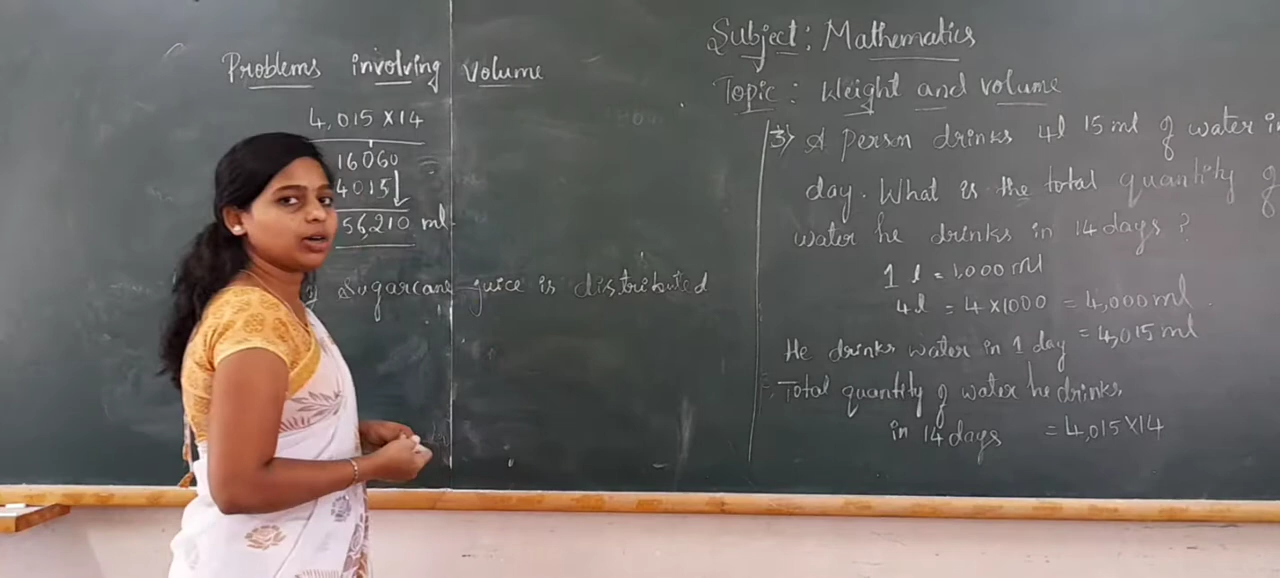 Problems involving Volume
4,015 × 14
16060
4015
56,210 ml
Sugarcane juice is distributed
Subject: Mathematics
Topic: Weight and volume
3) A person drinks 4l 15 ml of water in
day. What is the total quantity of
water he drinks in 14 days ?
1 l = 1,000 ml
4l = 4 × 1000 = 4,000 ml.
He drinks water in 1 day = 4,015 ml
Total quantity of water he drinks
in 14 days = 4,015 × 14